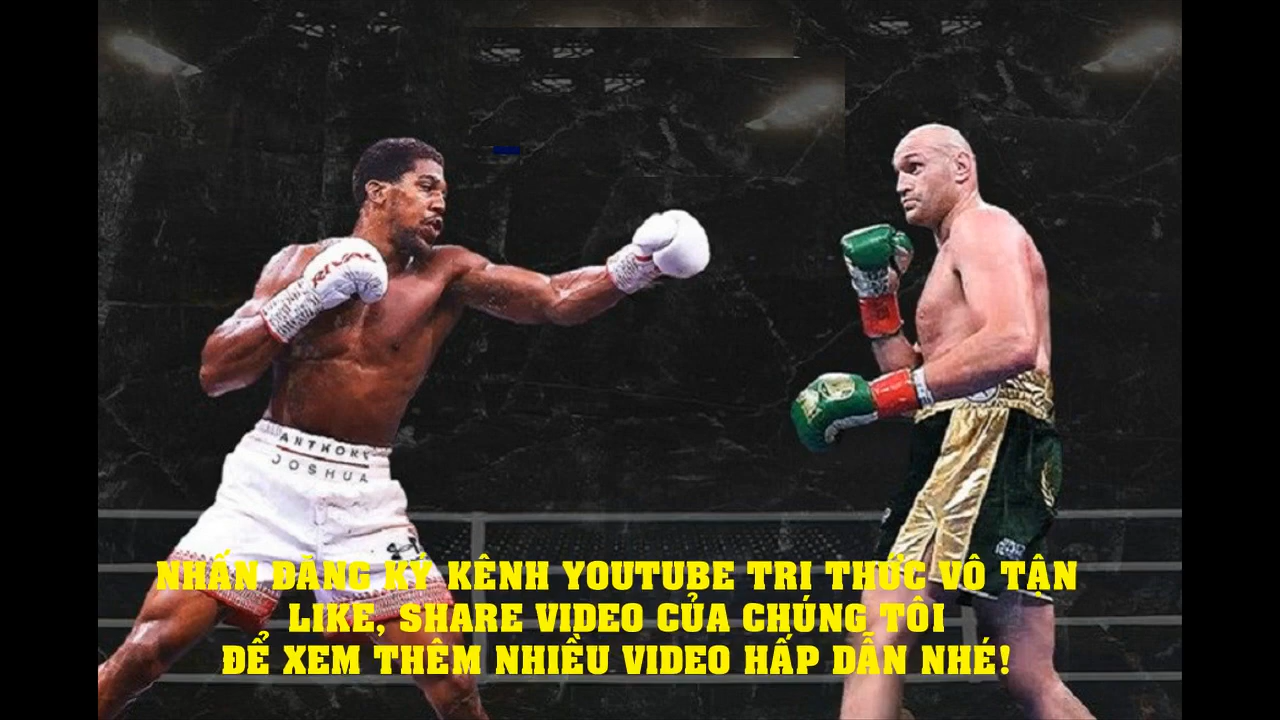 RIVAL
ANTHONY
JOSHUA
NHẤN ĐĂNG KÝ KÊNH YOUTUBE TRI THỨC VÔ TẬN
LIKE, SHARE VIDEO CỦA CHÚNG TÔI
ĐỂ XEM THÊM NHIỀU VIDEO HẤP DẪN NHÉ!